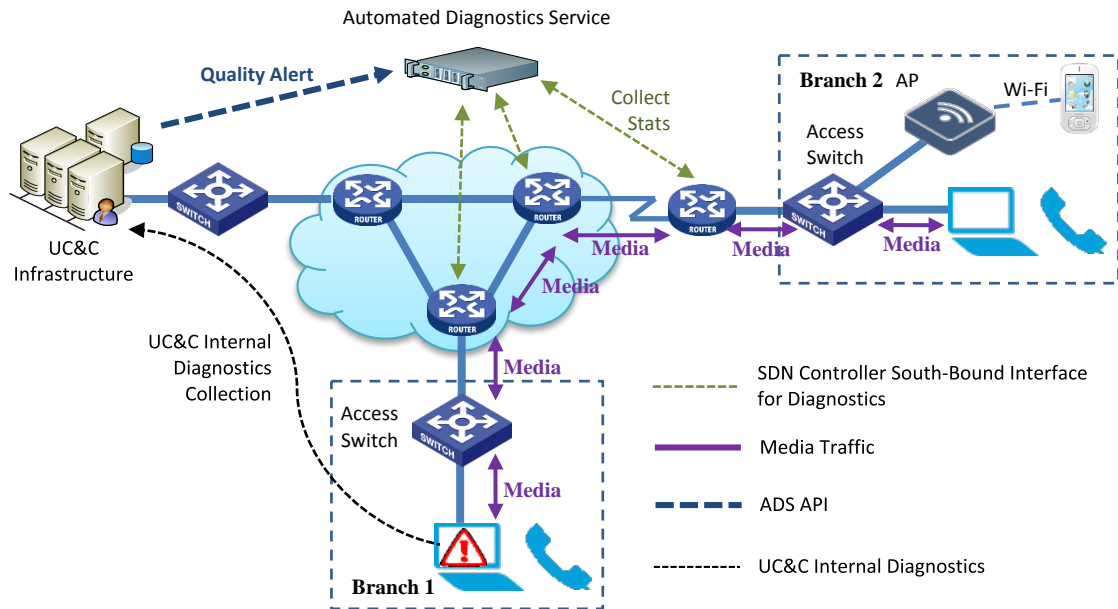 Automated Diagnostics Service
Quality Alert
Collect
Stats
Branch 2
AP
Wi-Fi
Access
Switch
SWITCH
ROUTER
ROUTER
ROUTER
SWITCH
Media
Media
Media
UC&C
Infrastructure
Media
ROUTER
UC&C Internal
Diagnostics
Collection
Media
Access
Switch
SWITCH
Media
Branch 1
SDN Controller South-Bound Interface
for Diagnostics
Media Traffic
ADS API
UC&C Internal Diagnostics